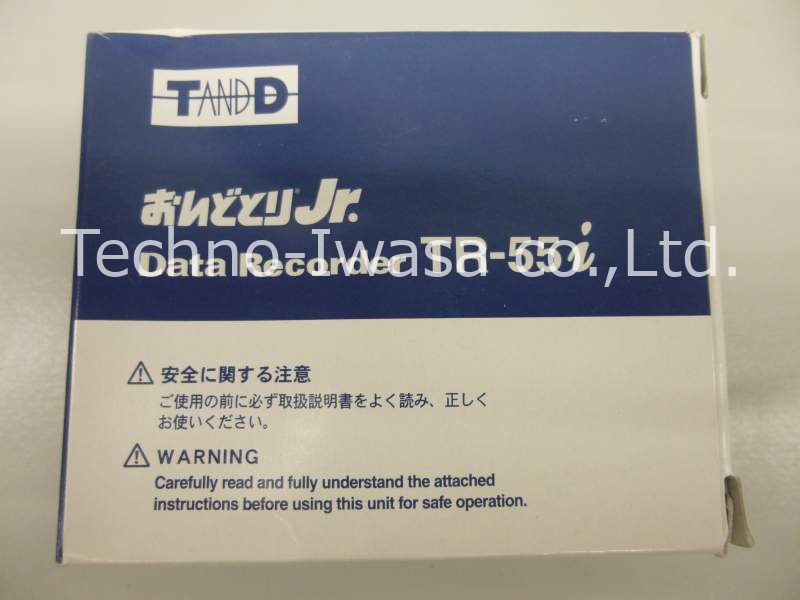 TANDD
おんどとりJr.
Techno-Iwasa co.,Ltd.
Data Recorder TR-55i
安全に関する注意
ご使用の前に必ず取扱説明書をよく読み、正しく
お使いください。
WARNING
Carefully read and fully understand the attached
instructions before using this unit for safe operation.